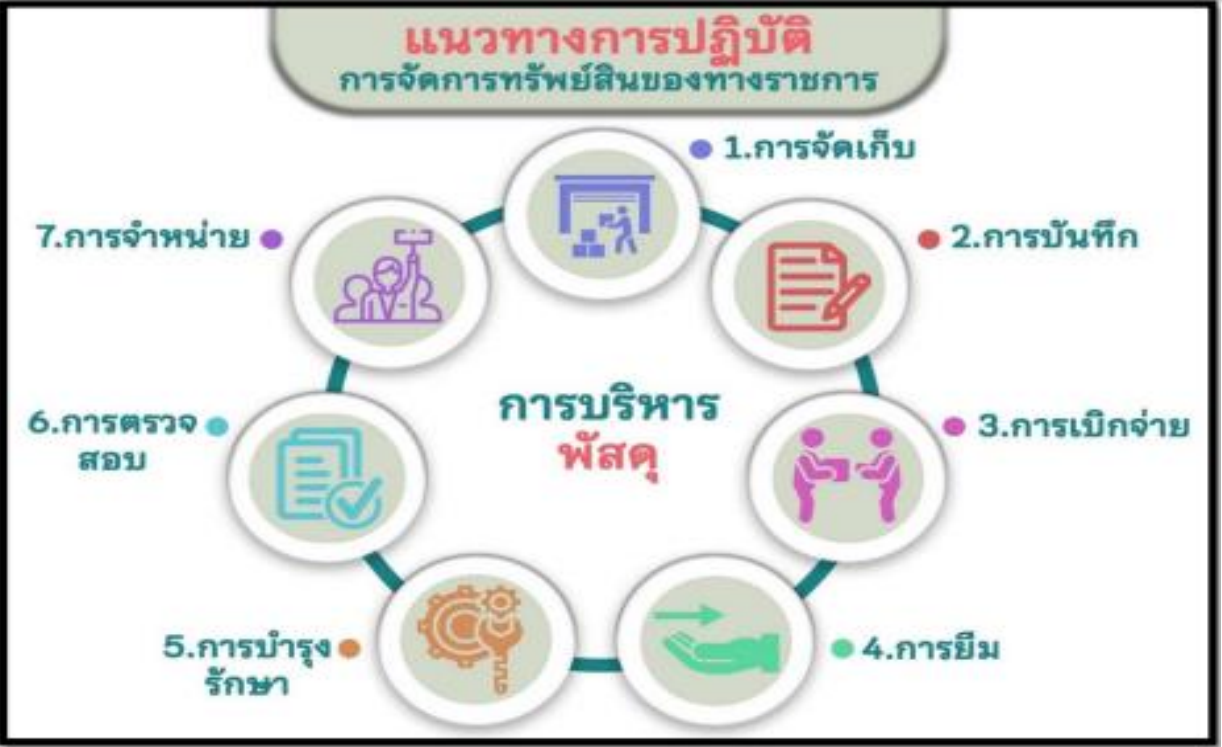 แนวทางการปฏิบัติ
การจัดการทรัพย์สินของทางราชการ
1.การจัดเก็บ
2.การบันทึก
3.การเบิกจ่าย
4.การยืม
5.การบำรุง
รักษา
6.การตรวจ
สอบ
7.การจำหน่าย
การบริหาร
พัสดุ